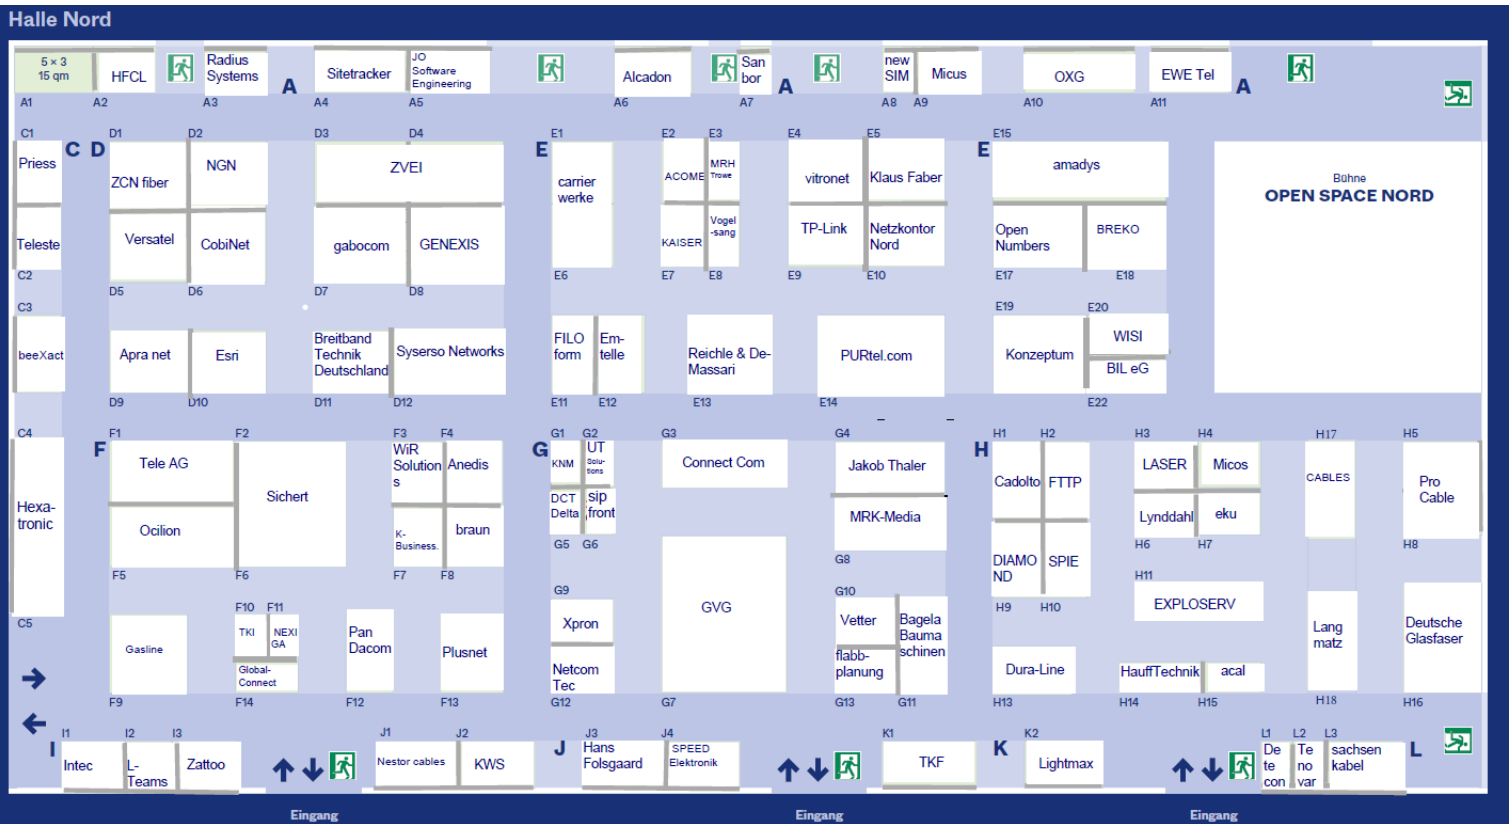 Halle Nord
5 × 3
15 qm
HFCL
Radius
Systems
A
Sitetracker
JO
Software
Engineering
Alcadon
San
bor
A
new
SIM
Micus
OXG
EWE Tel
A
A1
A2
A3
A4
A5
A6
A7
A8
A9
A10
A11
C1
D1
D2
D3
D4
E1
E2
E3
E4
E5
E15
Priess
C
D
ZCN fiber
NGN
ZVEI
E
carrier
werke
ACOME
MRH
Trowe
vitronet
Klaus Faber
E
amadys
Bühne
OPEN SPACE NORD
Teleste
Versatel
CobiNet
gabocom
GENEXIS
KAISER
Vogel
-sang
TP-Link
Netzkontor
Nord
Open
Numbers
BREKO
C2
D5
D6
D7
D8
E6
E7
E8
E9
E10
E17
E18
C3
E19
E20
beeXact
Apra net
Esri
Breitband
Technik
Deutschland
Syserso Networks
FILO
form
Em-
telle
Reichle & De-
Massari
PURtel.com
Konzeptum
WISI
BIL eG
D9
D10
D11
D12
E11
E12
E13
E14
E22
C4
F1
F2
F3
F4
G1
G2
G3
G4
H1
H2
H3
H4
H17
H5
Hexa-
tronic
F
Tele AG
Sichert
WiR
Solution
s
Anedis
G
KNM
UT
Solu-
tions
Connect Com
Jakob Thaler
H
Cadolto
FTTP
LASER
Micos
CABLES
Pro
Cable
Ocilion
K-
Business.
braun
DCT
Delta
sip
front
MRK-Media
DIAMO
ND
SPIE
Lynddahl
eku
F5
F6
F7
F8
G5
G6
G8
H6
H7
H8
H11
C5
F10
F11
G9
G10
H9
H10
Gasline
TKI
NEXI
GA
Global-
Connect
Pan
Dacom
Plusnet
Xpron
Netcom
Tec
GVG
Vetter
flabb-
planung
Bagela
Bauma
schinen
EXPLOSERV
Dura-Line
HauffTechnik
acal
Lang
matz
Deutsche
Glasfaser
F9
F14
F12
F13
G12
G7
G13
G11
H13
H14
H15
H18
H16
I1
I2
I3
J1
J2
J3
J4
K1
K2
L1
L2
L3
I
Intec
L-
Teams
Zattoo
Nestor cables
KWS
J
Hans
Folsgaard
SPEED
Elektronik
TKF
K
Lightmax
De
te
con
Te
no
var
sachsen
kabel
L
Eingang
Eingang
Eingang